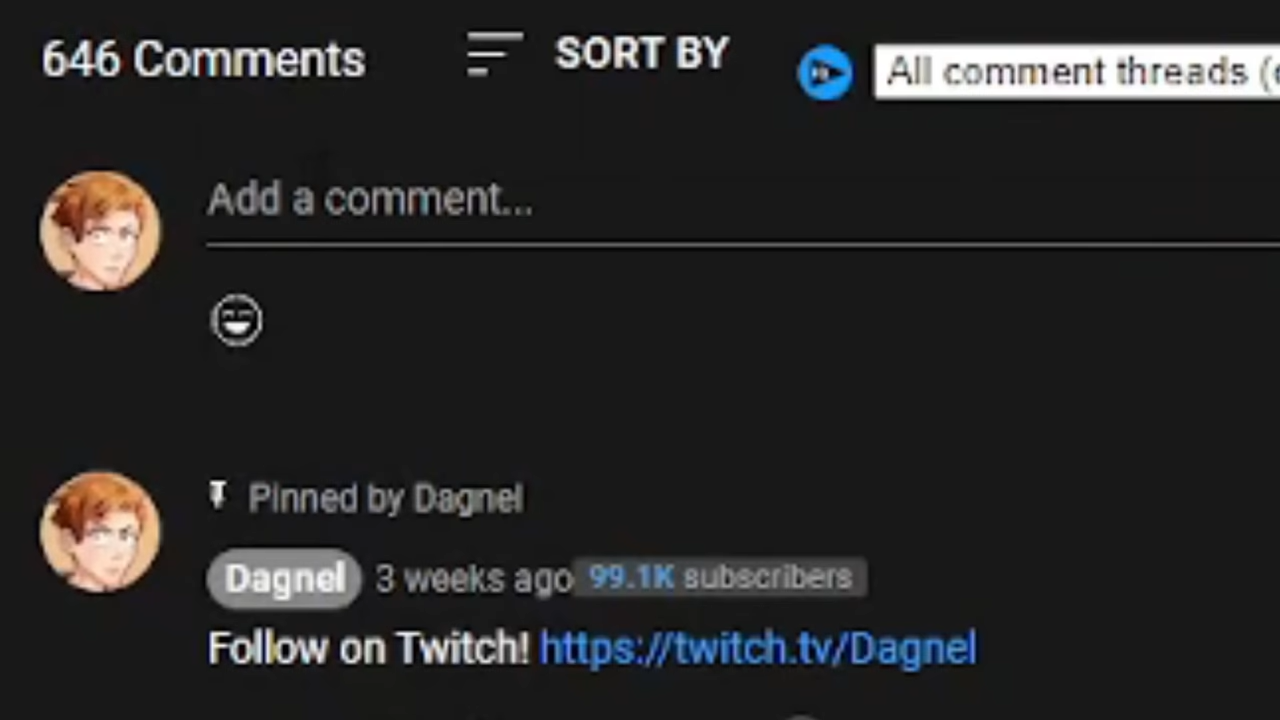 646 Comments
SORT BY
All comment threads
Add a comment...
Pinned by Dagnel
Dagnel 3 weeks ago 99.1K subscribers
Follow on Twitch! https://twitch.tv/Dagnel